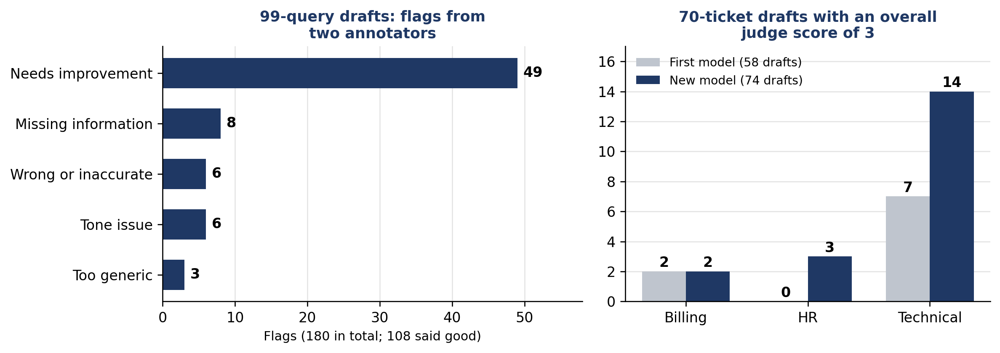 99-query drafts: flags from
two annotators
Needs improvement
49
Missing information
8
Wrong or inaccurate
6
Tone issue
6
Too generic
3
0 10 20 30 40 50
Flags (180 in total; 108 said good)
70-ticket drafts with an overall
judge score of 3
First model (58 drafts)
New model (74 drafts)
16
14
12
10
8
6
4
2
0
2 2
0 3
7 14
Billing HR Technical